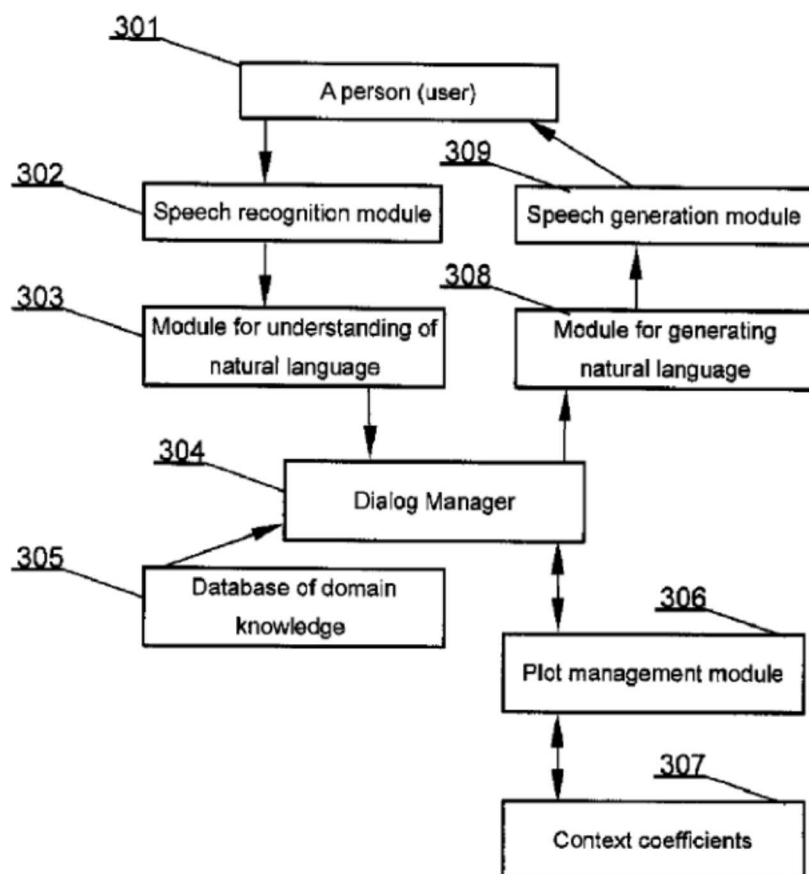 301
A person (user)
302
Speech recognition module
309
Speech generation module
303
Module for understanding of
natural language
308
Module for generating
natural language
304
Dialog Manager
305
Database of domain
knowledge
306
Plot management module
307
Context coefficients